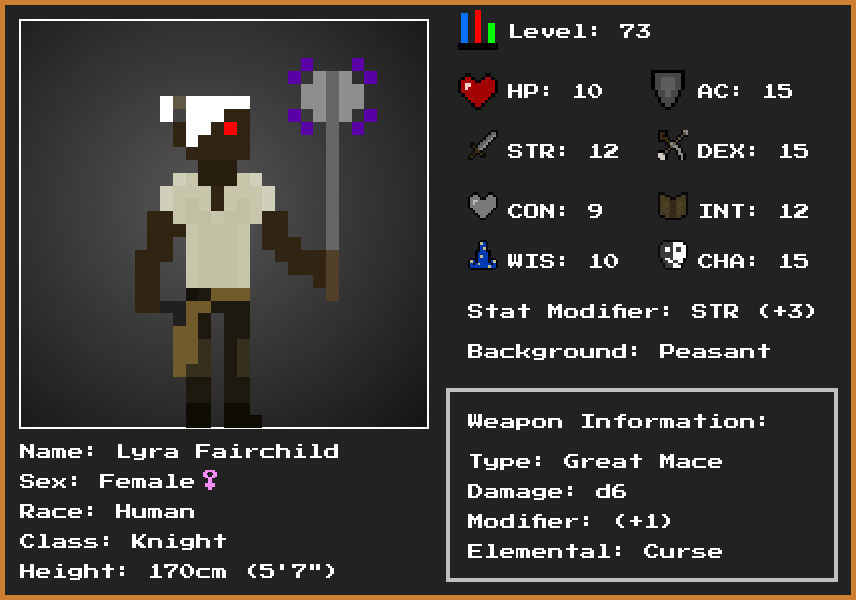 Level: 73
HP: 10 AC: 15
STR: 12 DEX: 15
CON: 9 INT: 12
WIS: 10 CHA: 15
Stat Modifier: STR (+3)
Background: Peasant
Weapon Information:
Type: Great Mace
Damage: d6
Modifier: (+1)
Elemental: Curse
Name: Lyra Fairchild
Sex: Female♀
Race: Human
Class: Knight
Height: 170cm (5'7")